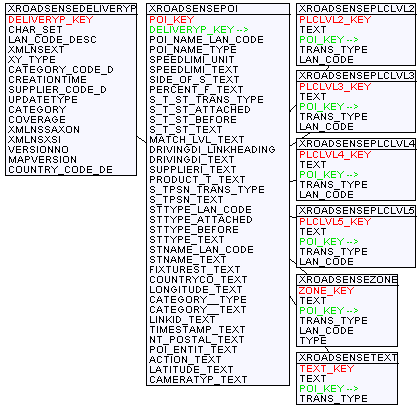 XROADSENSEDELIVERYP
DELIVERYP_KEY
CHAR_SET
LAN_CODE_DESC
XMLNSEXT
XY_TYPE
CATEGORY_CODE_D
CREATIONTIME
SUPPLIER_CODE_D
UPDATETYPE
CATEGORY
COVERAGE
XMLNSSAXON
XMLNSXSI
VERSIONNO
MAPVERSION
COUNTRY_CODE_DE
XROADSENSEPOI
POI_KEY
DELIVERYP_KEY -->
POI_NAME_LAN_CODE
POI_NAME_TYPE
SPEEDLIMI_UNIT
SPEEDLIMI_TEXT
SIDE_OF_S_TEXT
PERCENT_F_TEXT
S_T_ST_TRANS_TYPE
S_T_ST_ATTACHED
S_T_ST_BEFORE
S_T_ST_TEXT
MATCH_LVL_TEXT
DRIVINGDI_LINKHEADING
DRIVINGDI_TEXT
SUPPLIERI_TEXT
PRODUCT_T_TEXT
S_TPSN_TRANS_TYPE
S_TPSN_TEXT
STTYPE_LAN_CODE
STTYPE_ATTACHED
STTYPE_BEFORE
STTYPE_TEXT
STNAME_LAN_CODE
STNAME_TEXT
FIXTUREST_TEXT
COUNTRYCO_TEXT
LONGITUDE_TEXT
CATEGORY__TYPE
CATEGORY__TEXT
LINKID_TEXT
TIMESTAMP_TEXT
NT_POSTAL_TEXT
POI_ENTIT_TEXT
ACTION_TEXT
LATITUDE_TEXT
CAMERATYP_TEXT
XROADSENSEPLCLVL2
PLCLVL2_KEY
TEXT
POI_KEY -->
TRANS_TYPE
LAN_CODE
XROADSENSEPLCLVL3
PLCLVL3_KEY
TEXT
POI_KEY -->
TRANS_TYPE
LAN_CODE
XROADSENSEPLCLVL4
PLCLVL4_KEY
TEXT
POI_KEY -->
TRANS_TYPE
LAN_CODE
XROADSENSEPLCLVL5
PLCLVL5_KEY
TEXT
POI_KEY -->
TRANS_TYPE
LAN_CODE
XROADSENSEZONE
ZONE_KEY
TEXT
POI_KEY -->
TRANS_TYPE
LAN_CODE
TYPE
XROADSENSETEXT
TEXT_KEY
TEXT
POI_KEY -->
TRANS_TYPE